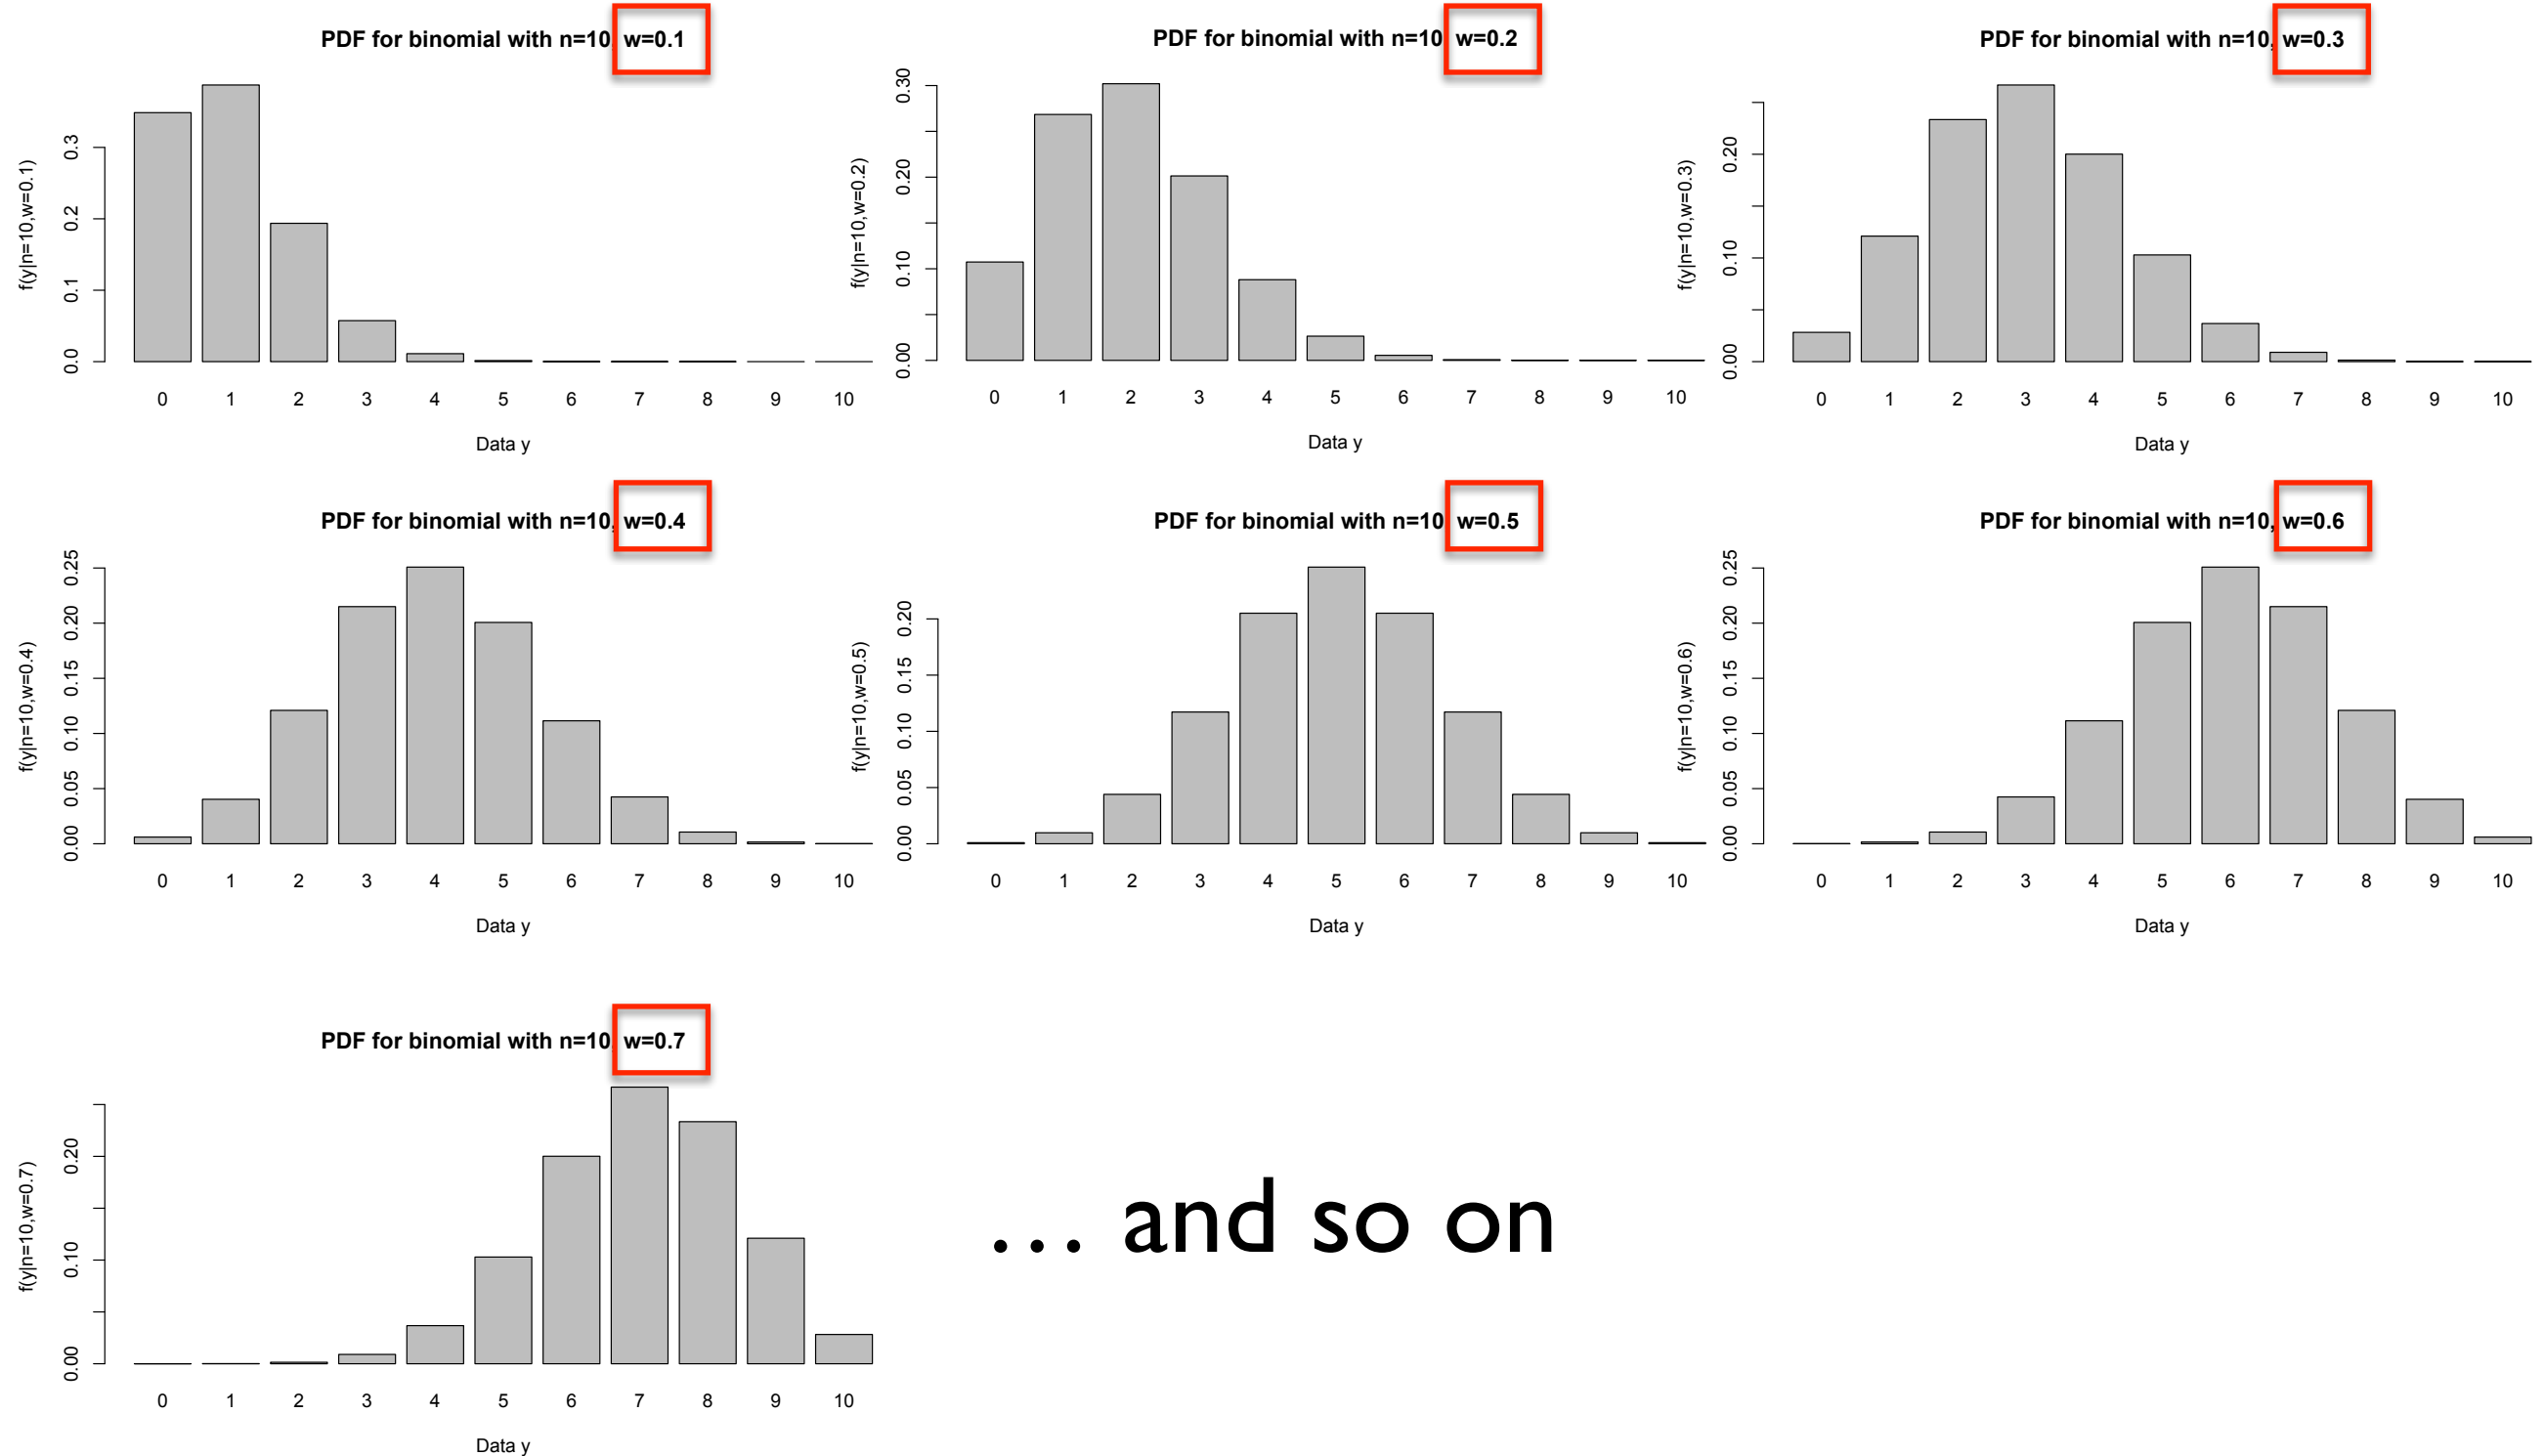 PDF for binomial with n=10, w=0.1
f(y|n=10,w=0.1)
0.3
0.2
0.1
0.0
0 1 2 3 4 5 6 7 8 9 10
Data y
PDF for binomial with n=10 w=0.2
f(y|n=10,w=0.2)
0.30
0.20
0.10
0.00
0 1 2 3 4 5 6 7 8 9 10
Data y
PDF for binomial with n=10, w=0.3
f(y|n=10,w=0.3)
0.20
0.10
0.00
0 1 2 3 4 5 6 7 8 9 10
Data y
PDF for binomial with n=10, w=0.4
f(y|n=10,w=0.4)
0.25
0.20
0.15
0.10
0.05
0.00
0 1 2 3 4 5 6 7 8 9 10
Data y
PDF for binomial with n=10 w=0.5
f(y|n=10,w=0.5)
0.20
0.15
0.10
0.05
0.00
0 1 2 3 4 5 6 7 8 9 10
Data y
PDF for binomial with n=10, w=0.6
f(y|n=10,w=0.6)
0.25
0.20
0.15
0.10
0.05
0.00
0 1 2 3 4 5 6 7 8 9 10
Data y
PDF for binomial with n=10 w=0.7
f(y|n=10,w=0.7)
0.20
0.10
0.00
0 1 2 3 4 5 6 7 8 9 10
Data y
... and so on